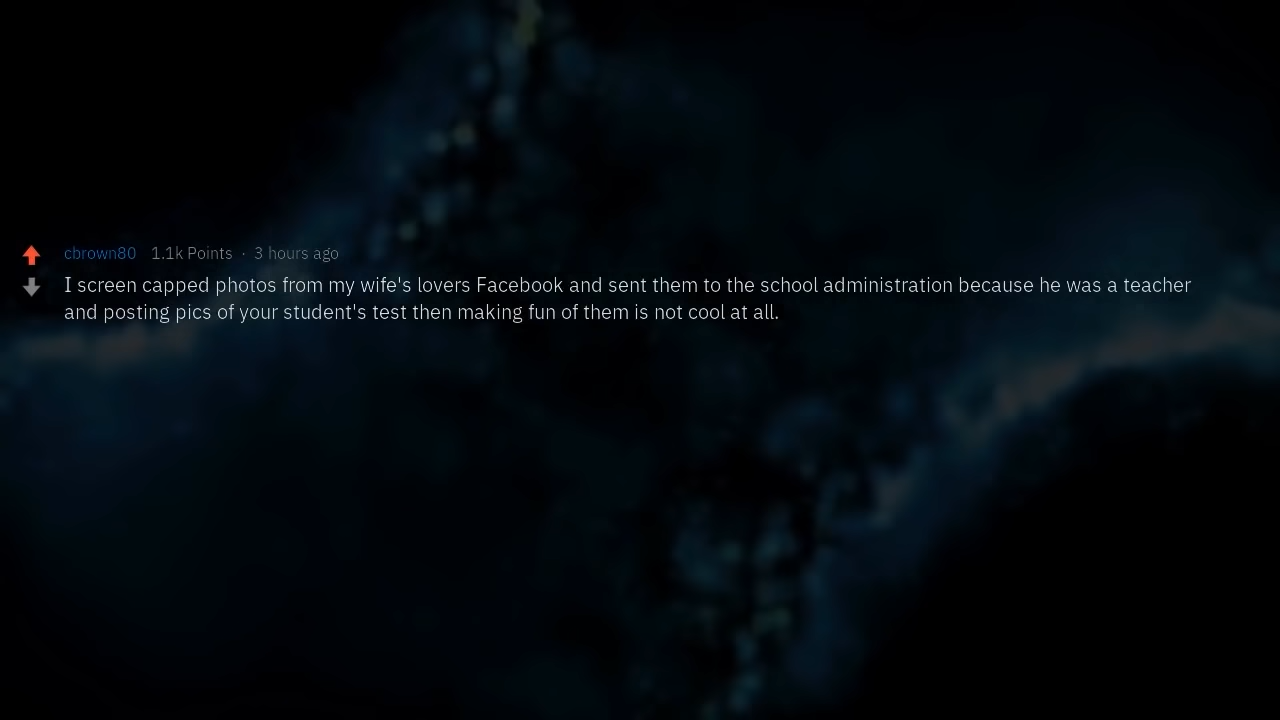 cbrown80 1.1k Points · 3 hours ago
I screen capped photos from my wife's lovers Facebook and sent them to the school administration because he was a teacher
and posting pics of your student's test then making fun of them is not cool at all.